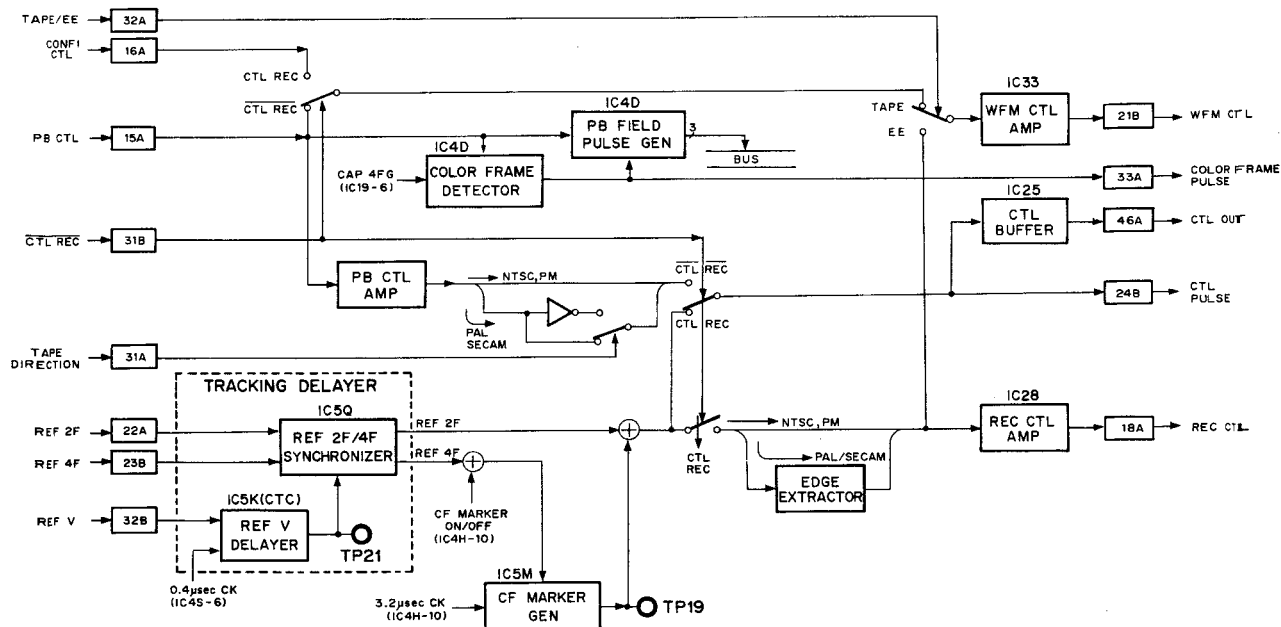 TAPE/EE
32A
CONFI
CTL
16A
CTL REC
CTL REC
PB CTL
15A
IC4D
PB FIELD
PULSE GEN
3
BUS
IC4D
COLOR FRAME
DETECTOR
CAP 4FG
(IC19-6)
TAPE
EE
IC33
WFM CTL
AMP
21B
WFM CTL
33A
COLOR FRAME
PULSE
IC25
CTL
BUFFER
46A
CTL OUT
CTL REC
31B
PB CTL
AMP
NTSC, PM
PAL
SECAM
CTL REC
CTL REC
24B
CTL
PULSE
TAPE
DIRECTION
31A
TRACKING DELAYER
IC5Q
REF 2F
22A
REF 2F/4F
SYNCHRONIZER
REF 2F
REF 4F
23B
REF 4F
CTL
REC
NTSC, PM
PAL/SECAM
EDGE
EXTRACTOR
IC28
REC CTL
AMP
18A
REC CTL
REF V
32B
IC5K(CTC)
REF V
DELAYER
TP21
0.4μsec CK
(IC4S-6)
CF MARKER
ON/OFF
(IC4H-10)
IC5M
3.2μsec CK
(IC4H-10)
CF MARKER
GEN
TP19